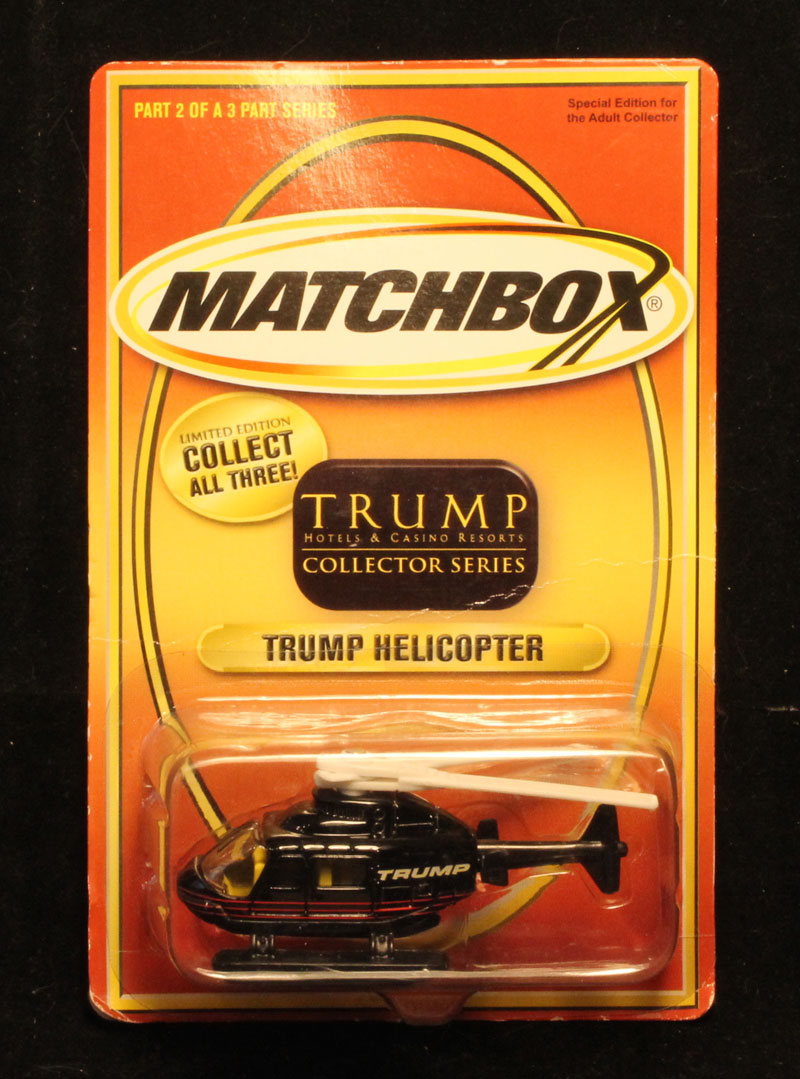 PART 2 OF A 3 PART SERIES
Special Edition for
the Adult Collector
MATCHBOX®
LIMITED EDITION
COLLECT
ALL THREE!
TRUMP
HOTELS & CASINO RESORTS
COLLECTOR SERIES
TRUMP HELICOPTER
TRUMP